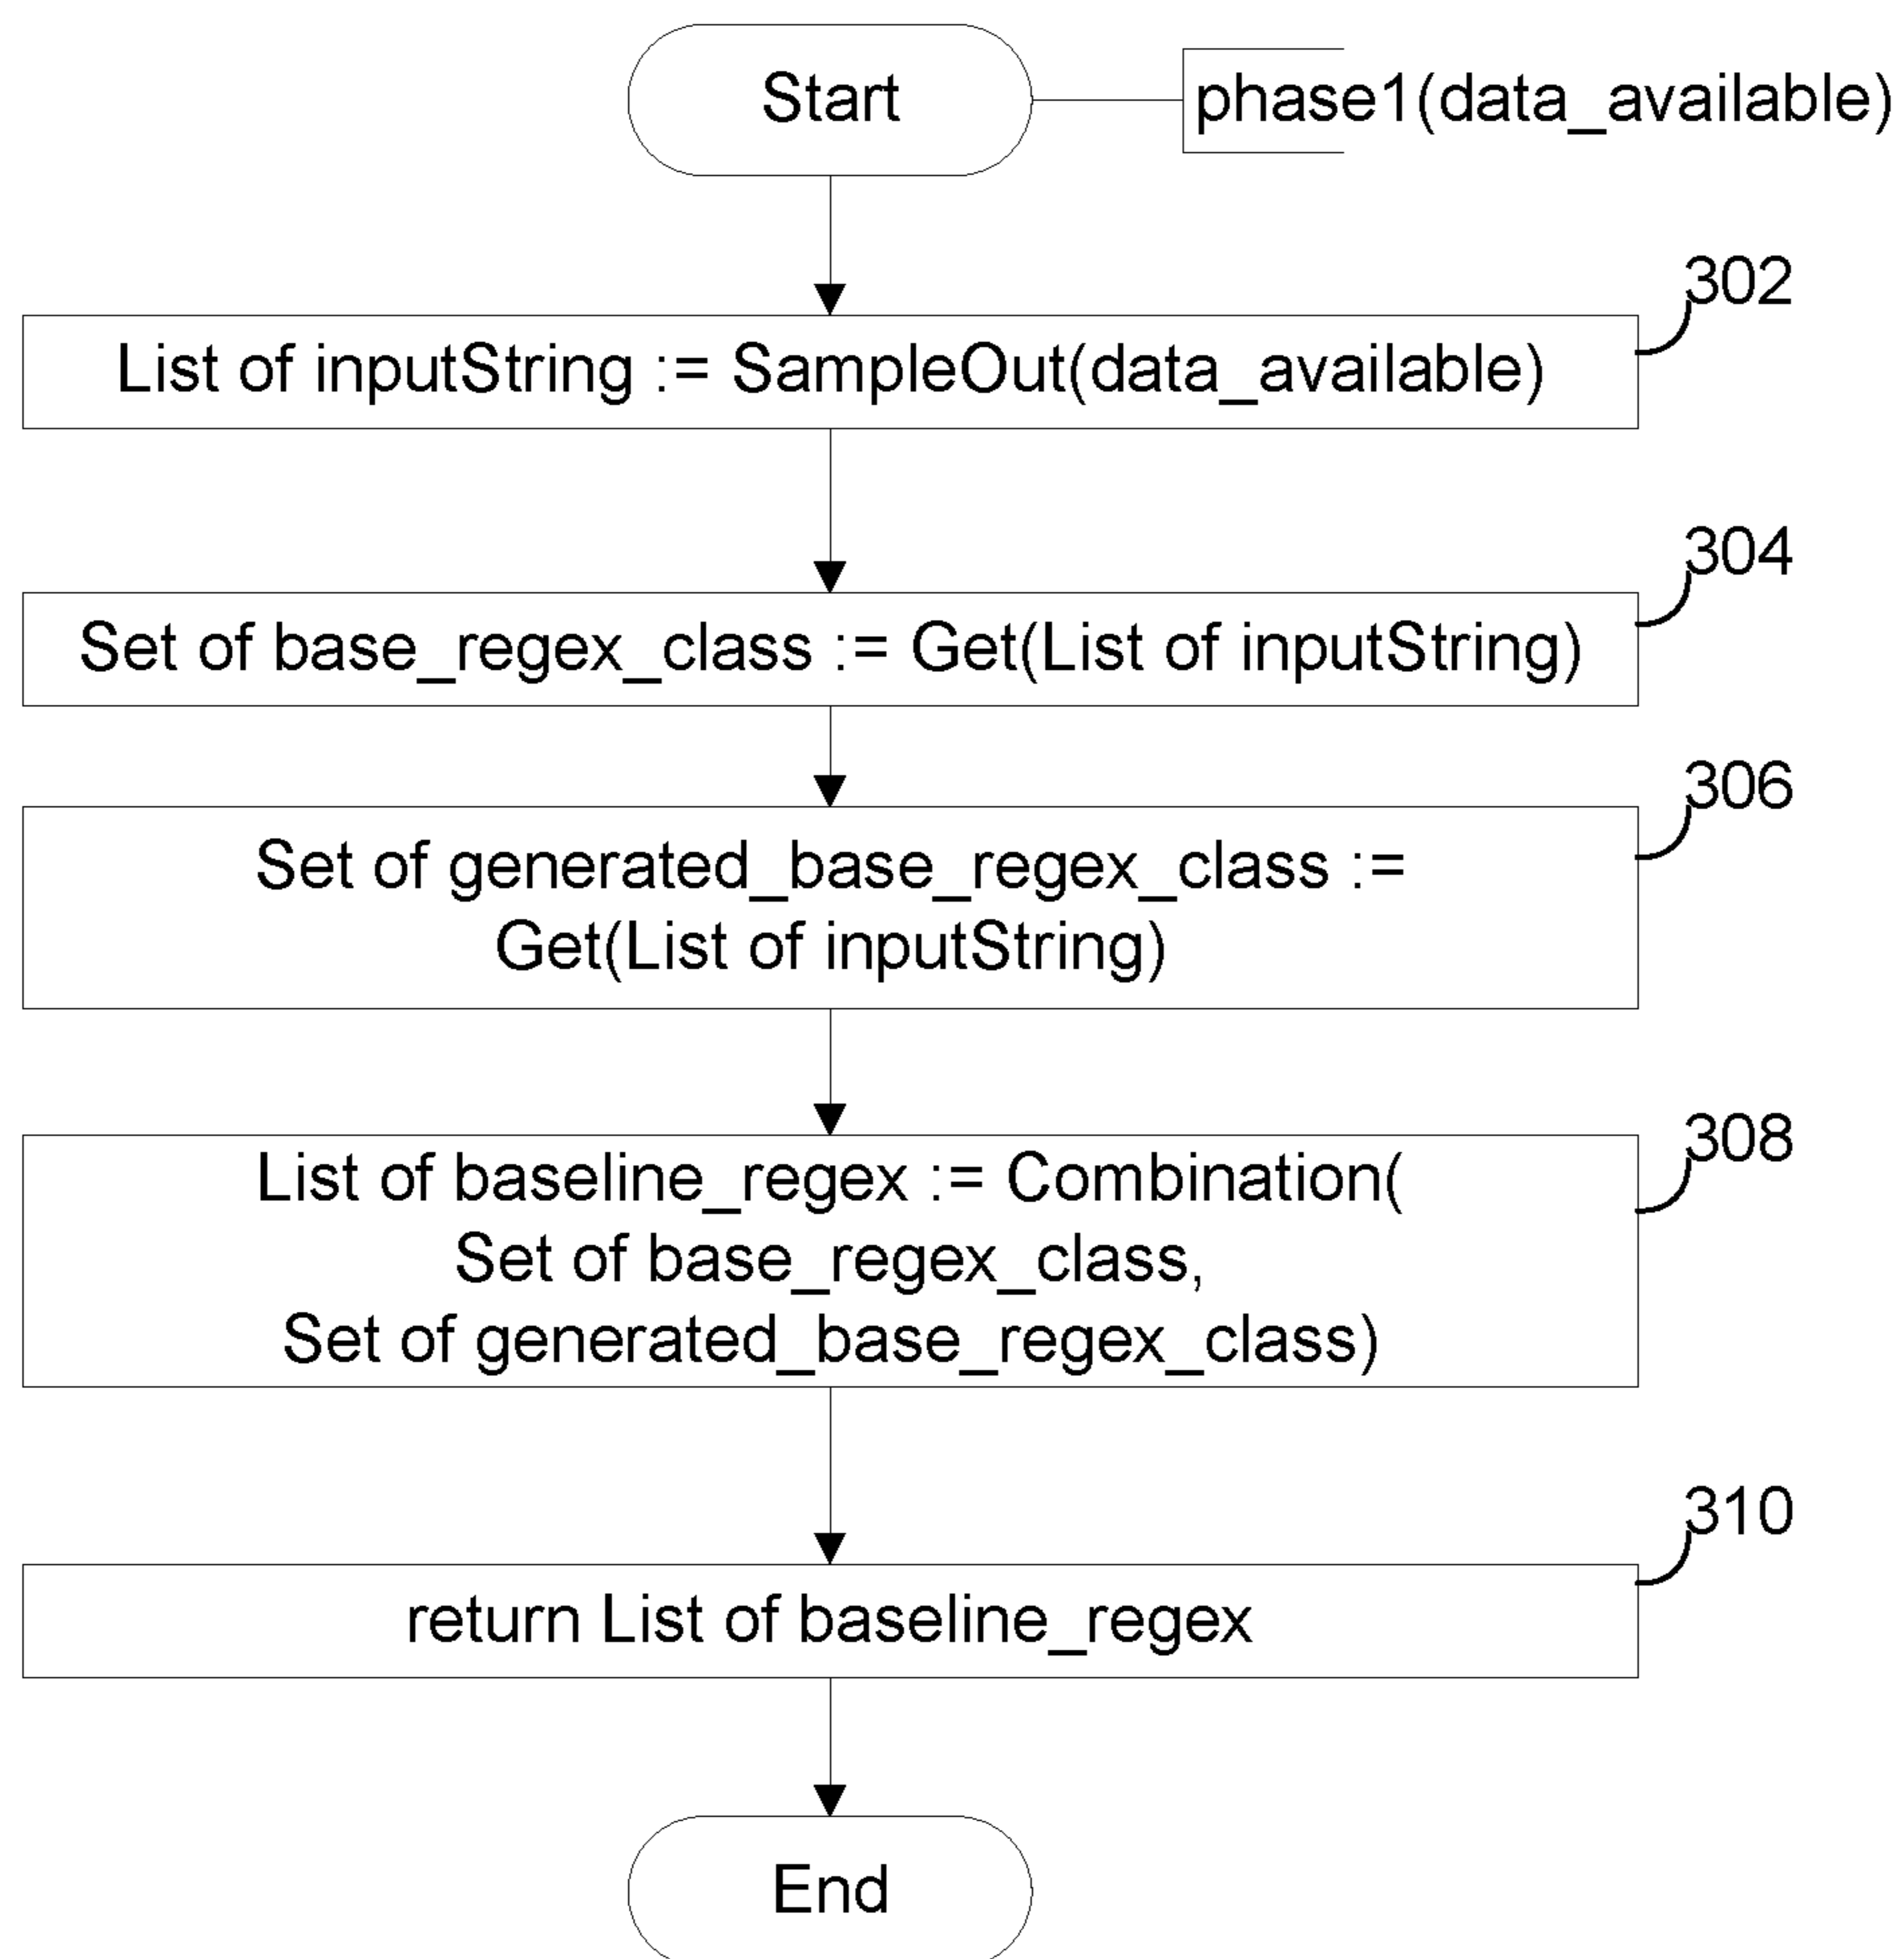 Start
phase1(data_available)
302
List of inputString := SampleOut(data_available)
304
Set of base_regex_class := Get(List of inputString)
306
Set of generated_base_regex_class :=
Get(List of inputString)
308
List of baseline_regex := Combination(
Set of base_regex_class,
Set of generated_base_regex_class)
310
return List of baseline_regex
End